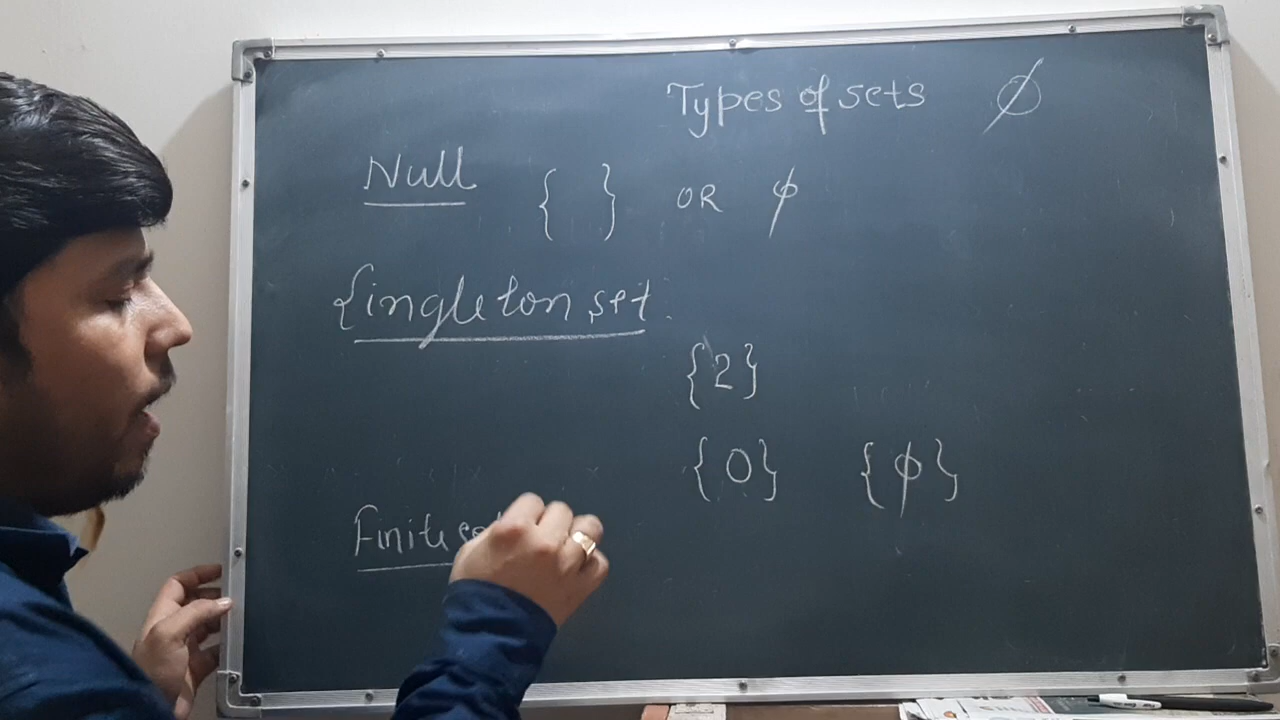 Types of sets ∅
Null { } OR ϕ
Singleton set.
{2}
{0} {ϕ}
Finite